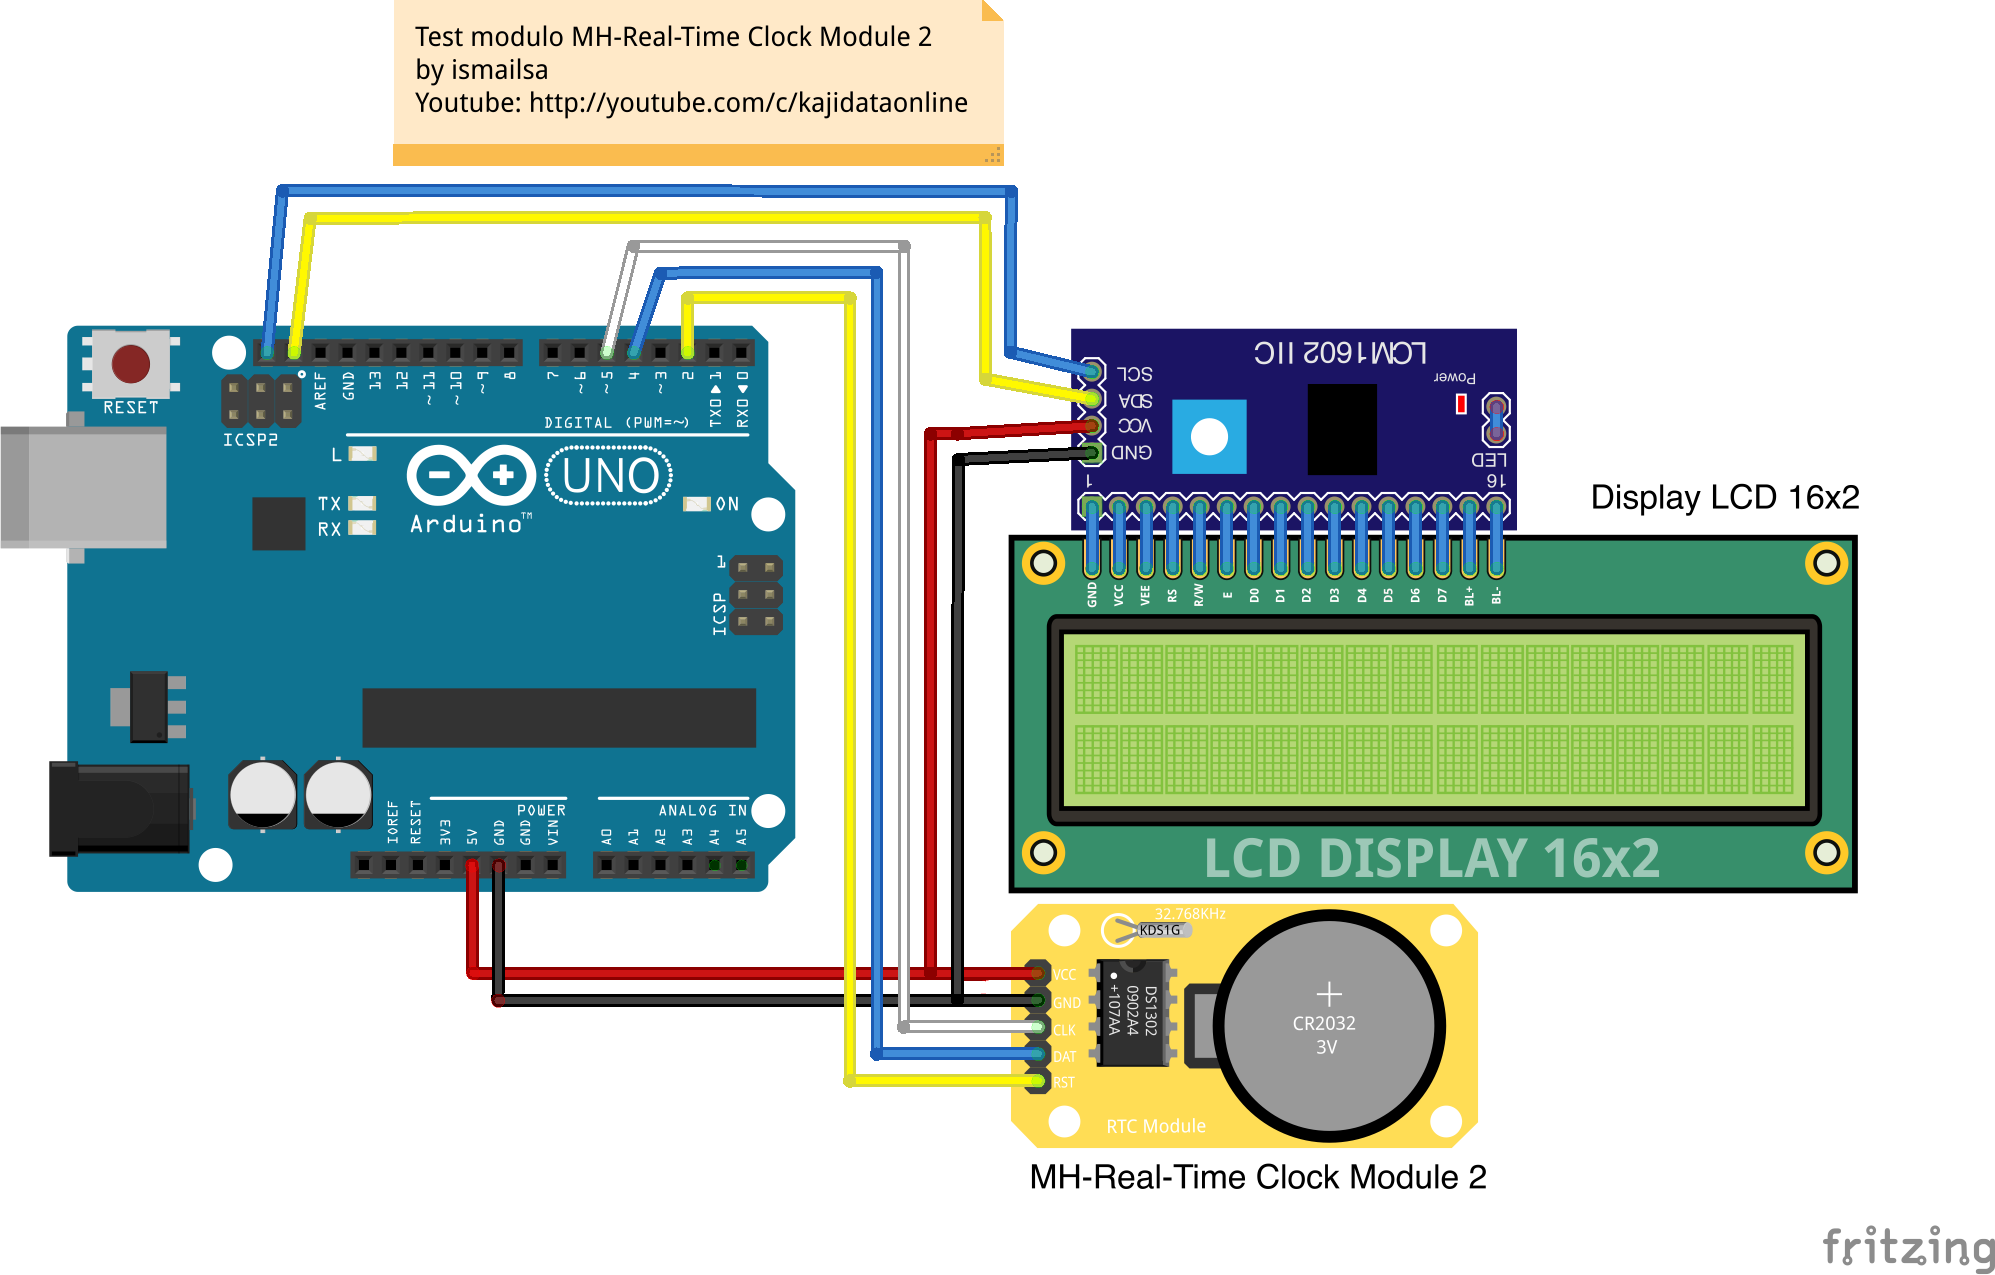 Test modulo MH-Real-Time Clock Module 2
by ismailsa
Youtube: http://youtube.com/c/kajidataonline
RESET
ICSP2
AREF
GND
13
12
~11
~10
~9
8
7
~6
~5
4
~3
2
TX0▶1
RX0◀0
DIGITAL (PWM=~)
L
TX
RX
UNO
Arduino™
ON
1
ICSP
IOREF
RESET
3V3
5V
GND
GND
VIN
POWER
ANALOG IN
A0
A1
A2
A3
A4
A5
LCM1602 IIC
SCL
SDA
VCC
GND
Power
LED
1
16
Display LCD 16x2
GND
VCC
VEE
RS
R/W
E
D0
D1
D2
D3
D4
D5
D6
D7
BL+
BL-
LCD DISPLAY 16x2
32.768KHz
KDS1G
VCC
GND
CLK
DAT
RST
DS1302
0902A4
+107AA
CR2032
3V
RTC Module
MH-Real-Time Clock Module 2
fritzing